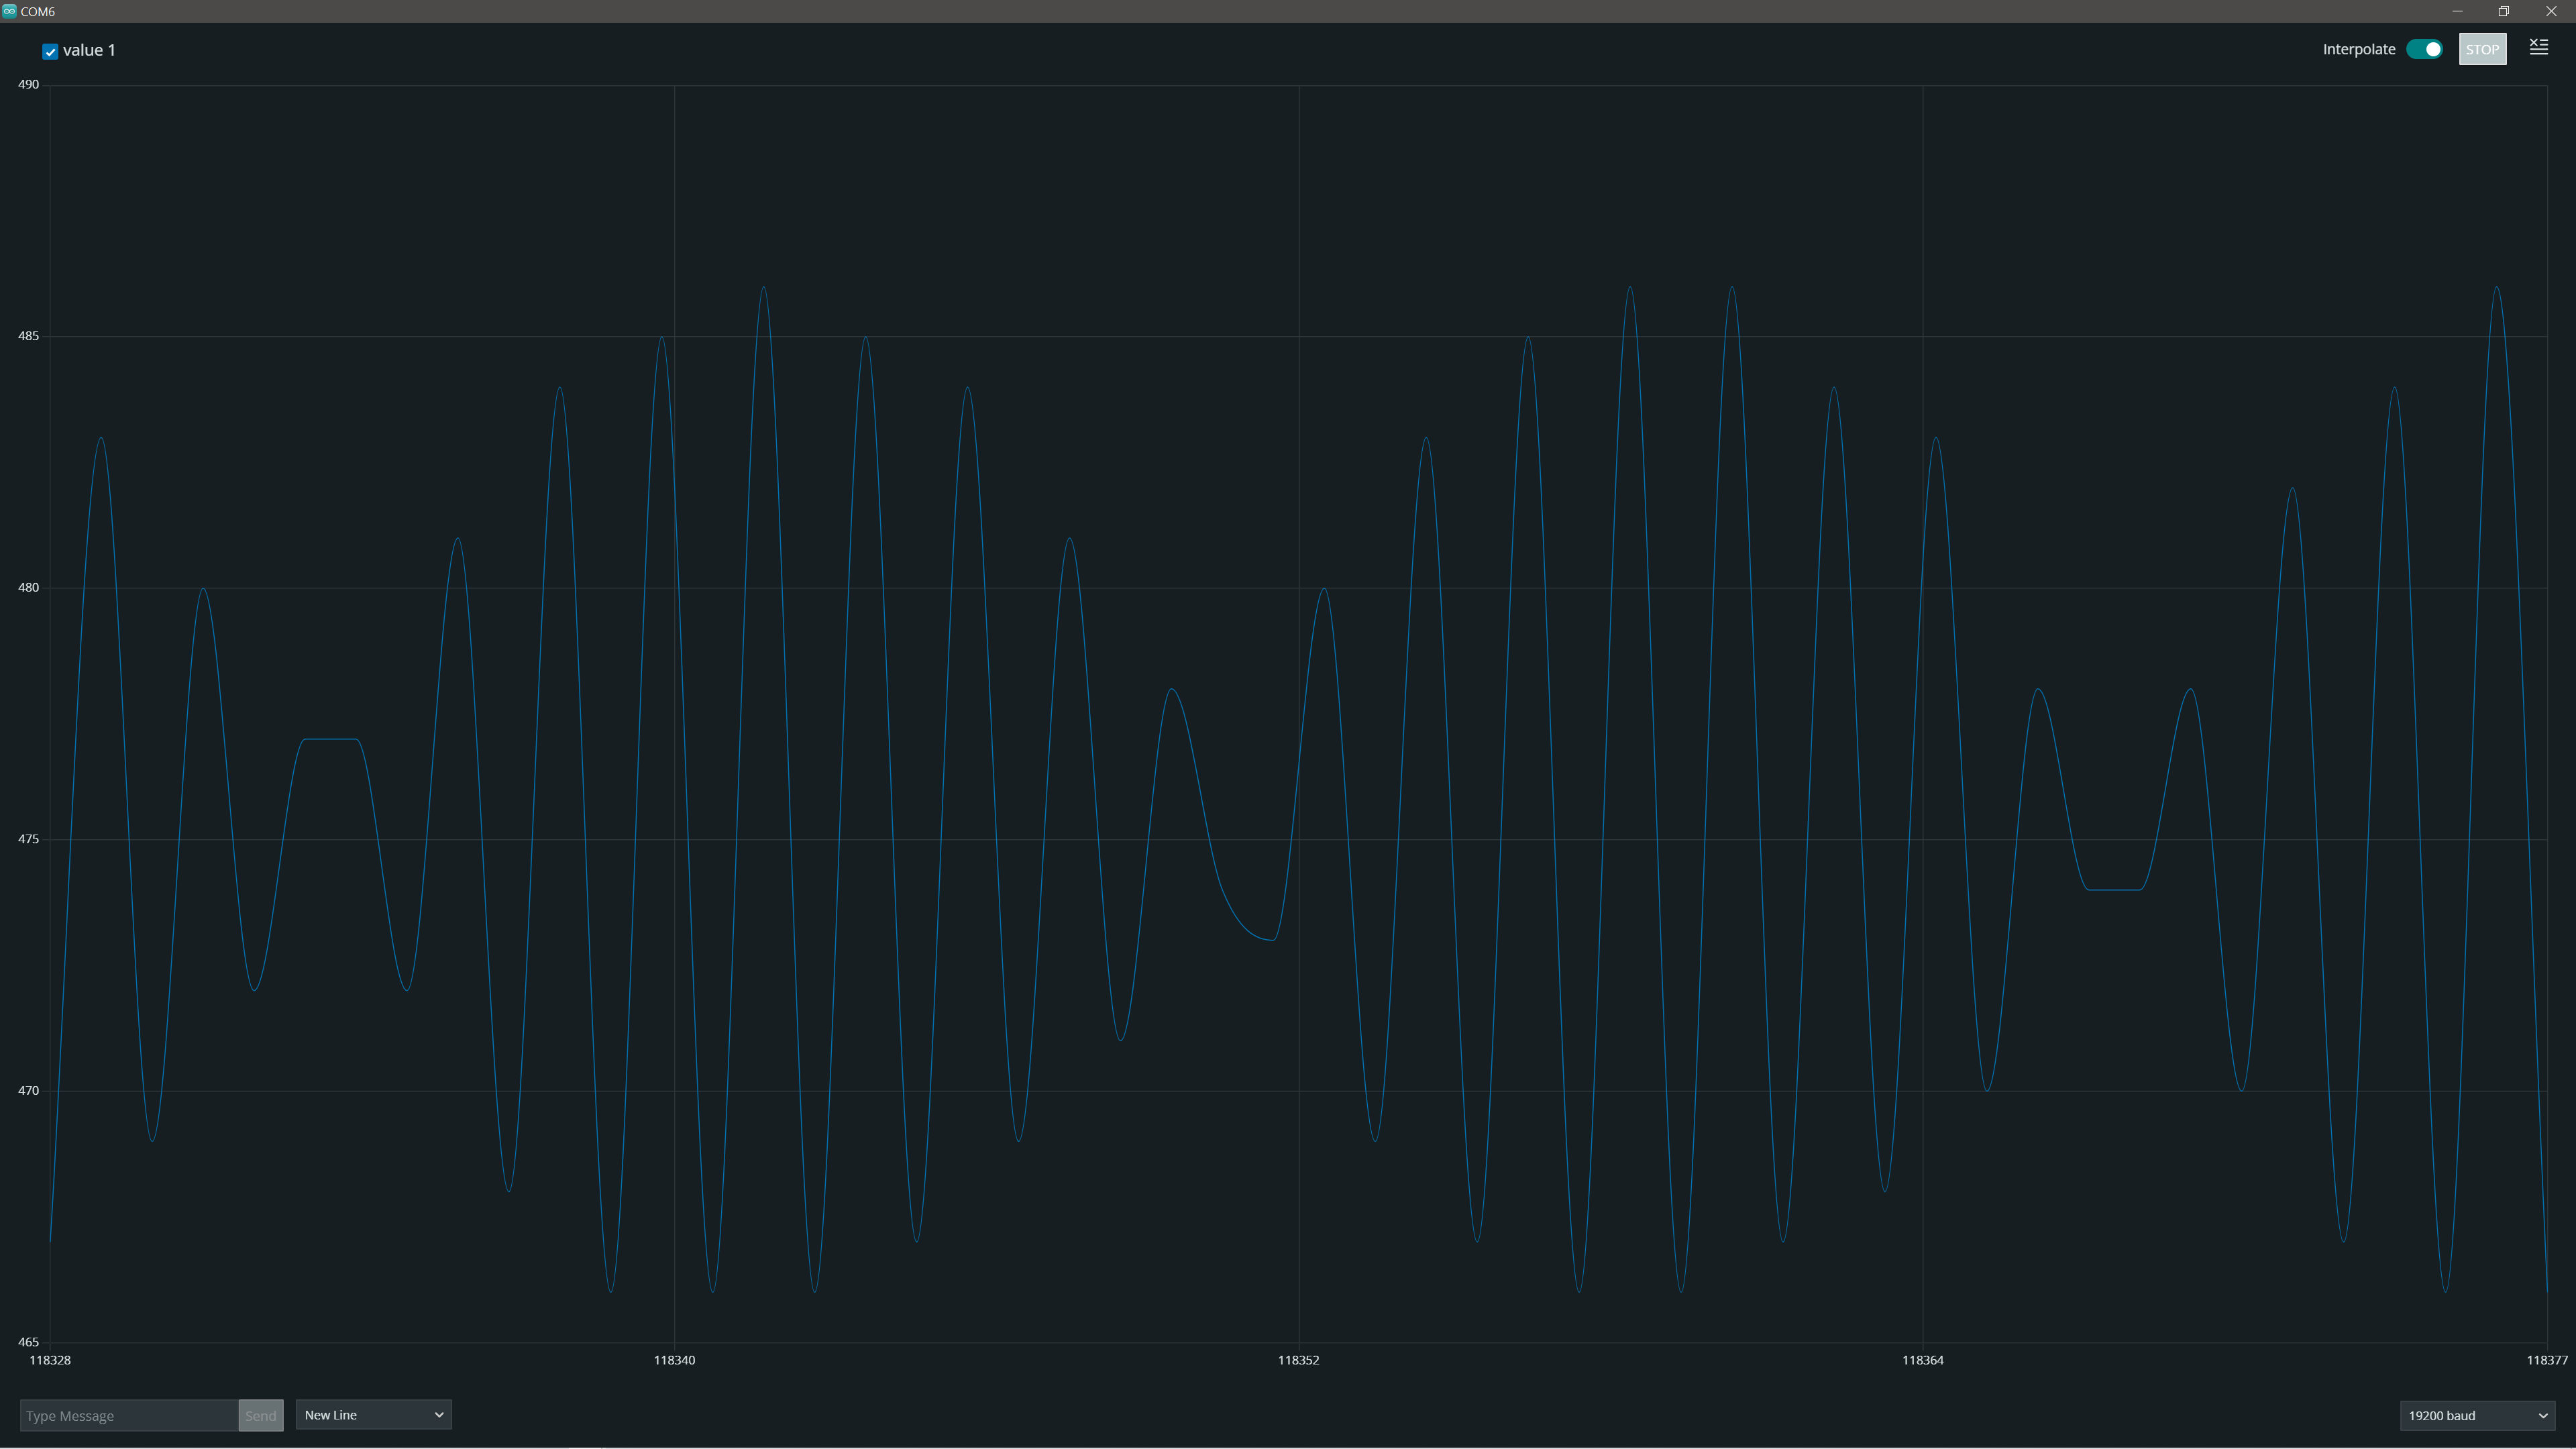 COM6
value 1
Interpolate
STOP
490
485
480
475
470
465
118328
118340
118352
118364
118377
Type Message
Send
New Line
19200 baud